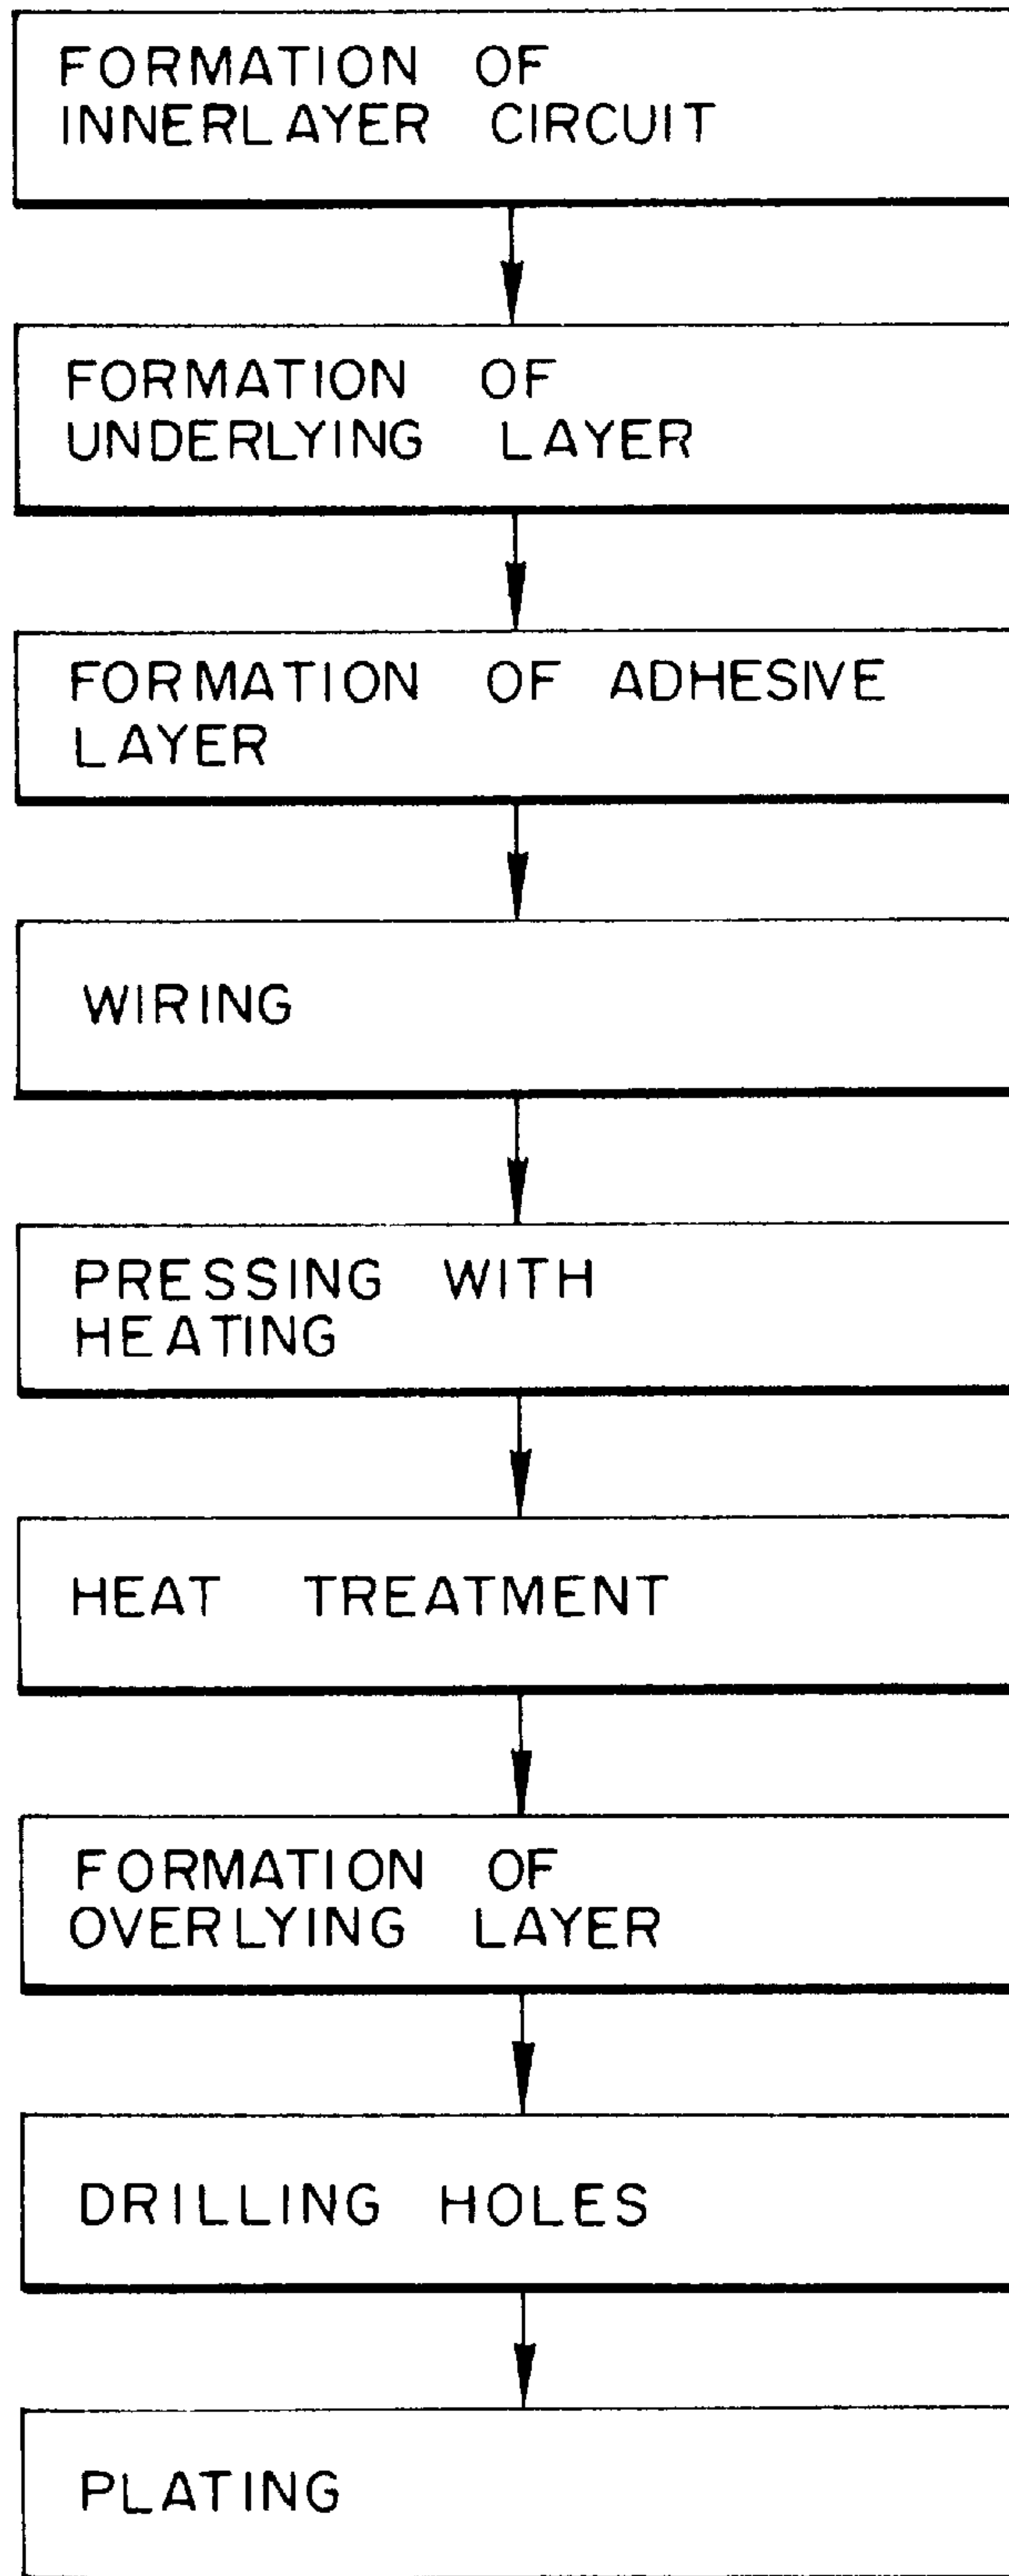 FORMATION OF
INNERLAYER CIRCUIT
FORMATION OF
UNDERLYING LAYER
FORMATION OF ADHESIVE
LAYER
WIRING
PRESSING WITH
HEATING
HEAT TREATMENT
FORMATION OF
OVERLYING LAYER
DRILLING HOLES
PLATING